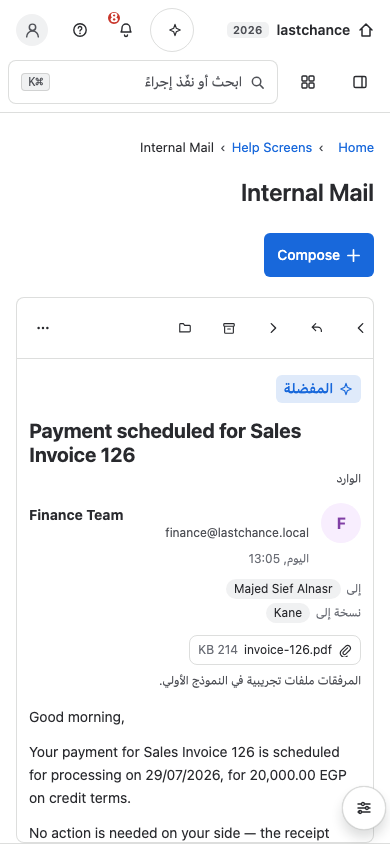 lastchance 2026
8
ابحث أو نفّذ إجراءً
K⌘
Home › Help Screens › Internal Mail
Internal Mail
Compose
المفضلة
Payment scheduled for Sales
Invoice 126
الوارد
F
Finance Team
finance@lastchance.local
اليوم, 13:05
إلى Majed Sief Alnasr
نسخة إلى Kane
invoice-126.pdf 214 KB
المرفقات ملفات تجريبية في النموذج الأولي.
Good morning,
Your payment for Sales Invoice 126 is scheduled
for processing on 29/07/2026, for 20,000.00 EGP
on credit terms.
No action is needed on your side — the receipt